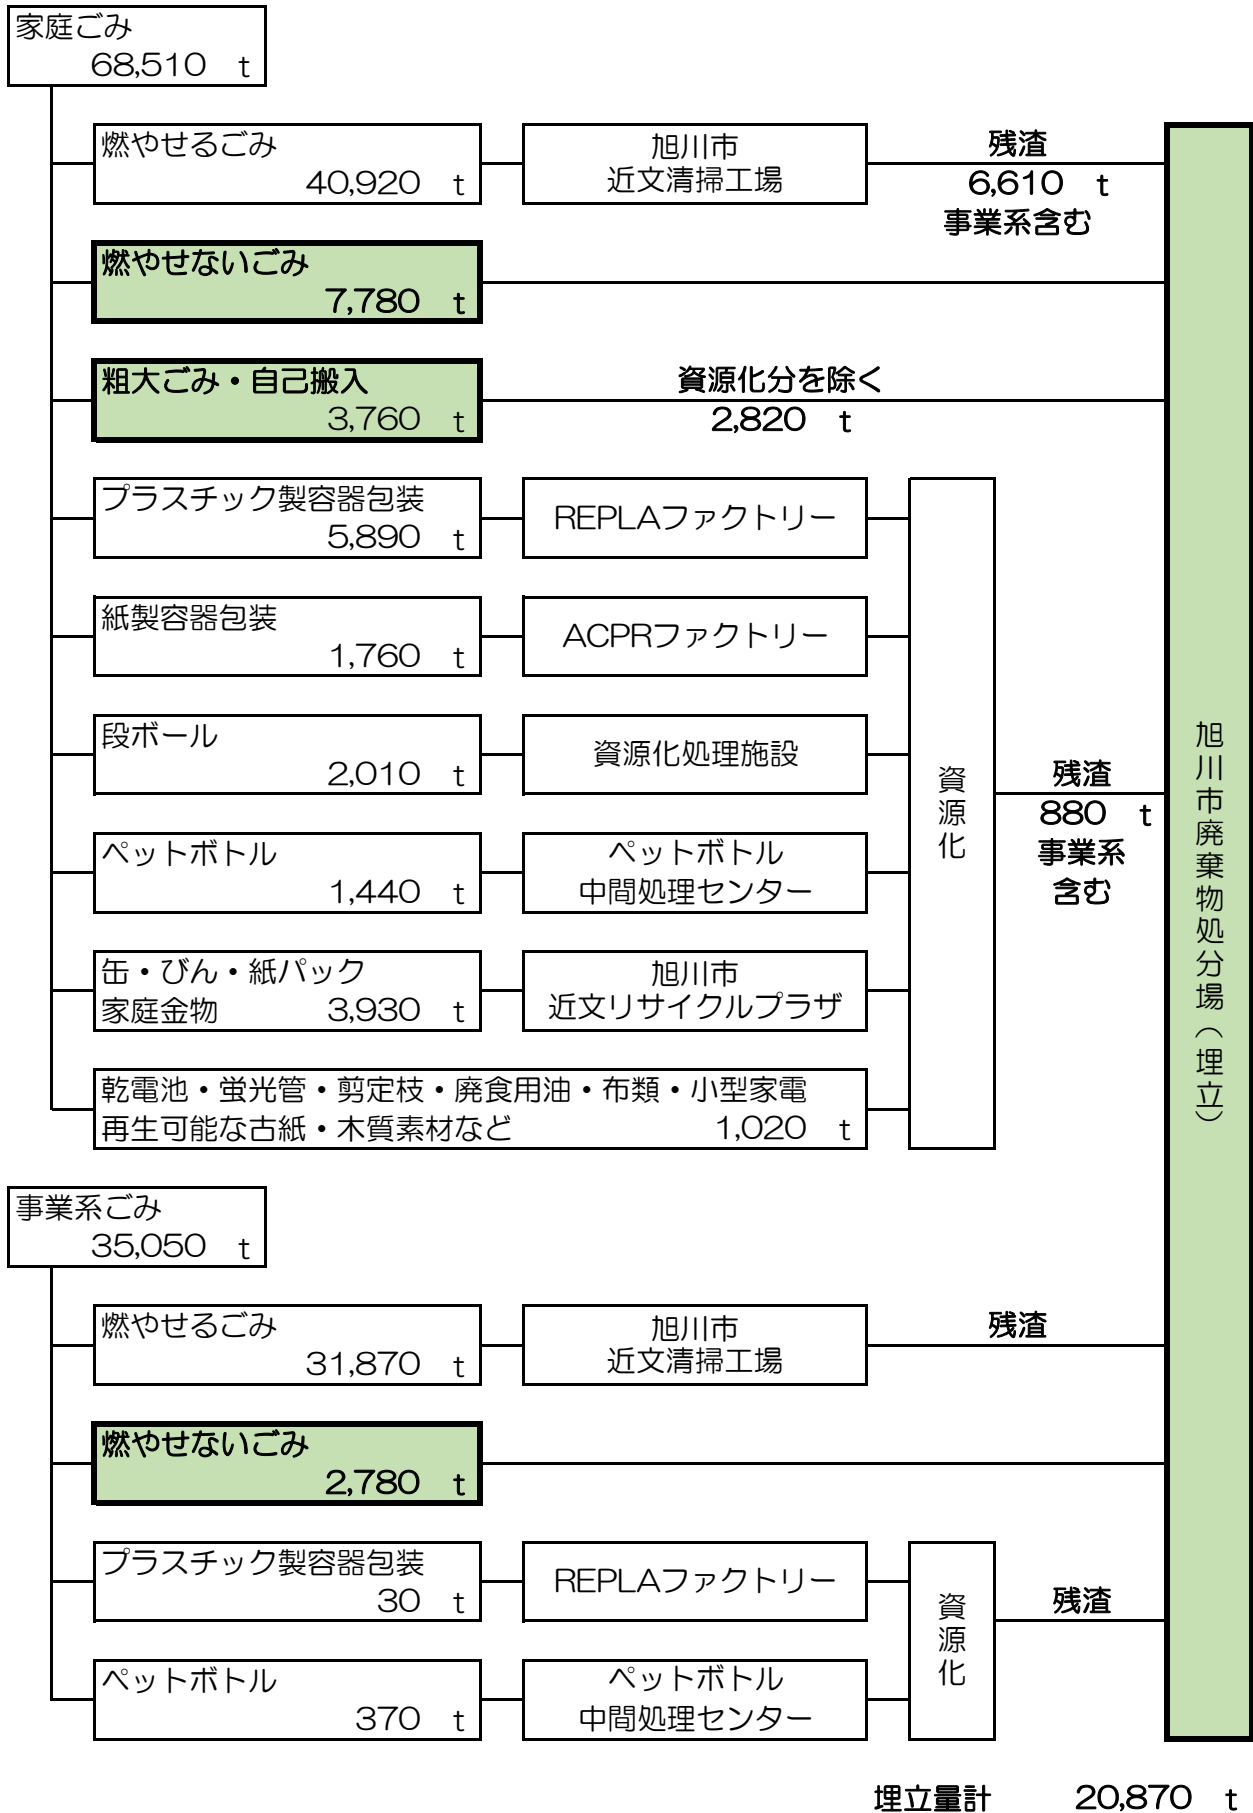 家庭ごみ
68,510 t
燃やせるごみ
40,920 t
旭川市
近文清掃工場
残渣
6,610 t
事業系含む
燃やせないごみ
7,780 t
粗大ごみ・自己搬入
3,760 t
資源化分を除く
2,820 t
プラスチック製容器包装
5,890 t
REPLAファクトリー
紙製容器包装
1,760 t
ACPRファクトリー
段ボール
2,010 t
資源化処理施設
ペットボトル
1,440 t
ペットボトル
中間処理センター
缶・びん・紙パック
家庭金物 3,930 t
旭川市
近文リサイクルプラザ
乾電池・蛍光管・剪定枝・廃食用油・布類・小型家電
再生可能な古紙・木質素材など 1,020 t
資源化
残渣
880 t
事業系
含む
旭川市廃棄物処分場（埋立）
事業系ごみ
35,050 t
燃やせるごみ
31,870 t
旭川市
近文清掃工場
残渣
燃やせないごみ
2,780 t
プラスチック製容器包装
30 t
REPLAファクトリー
ペットボトル
370 t
ペットボトル
中間処理センター
資源化
残渣
埋立量計 20,870 t